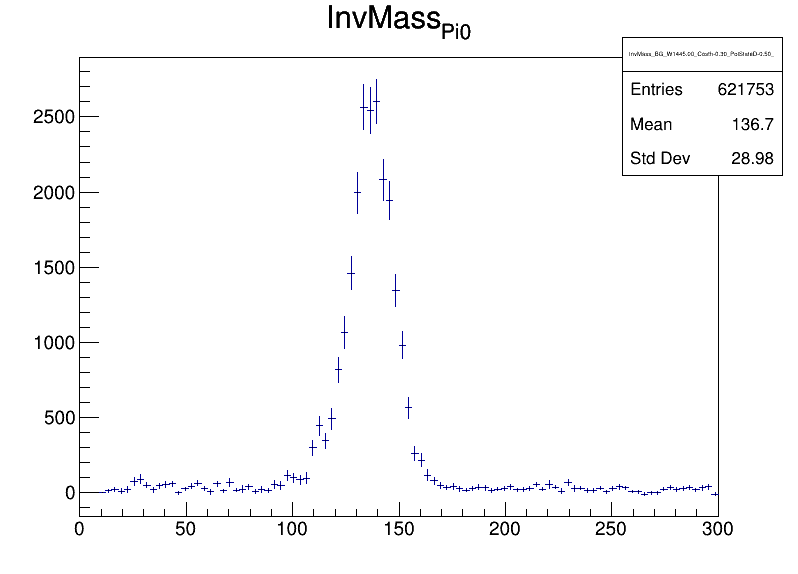 InvMassPi0
InvMass_BG_W1445.00_Costh-0.30_PolStateD-0.50_
Entries 621753
Mean 136.7
Std Dev 28.98
2500
2000
1500
1000
500
0
0 50 100 150 200 250 300